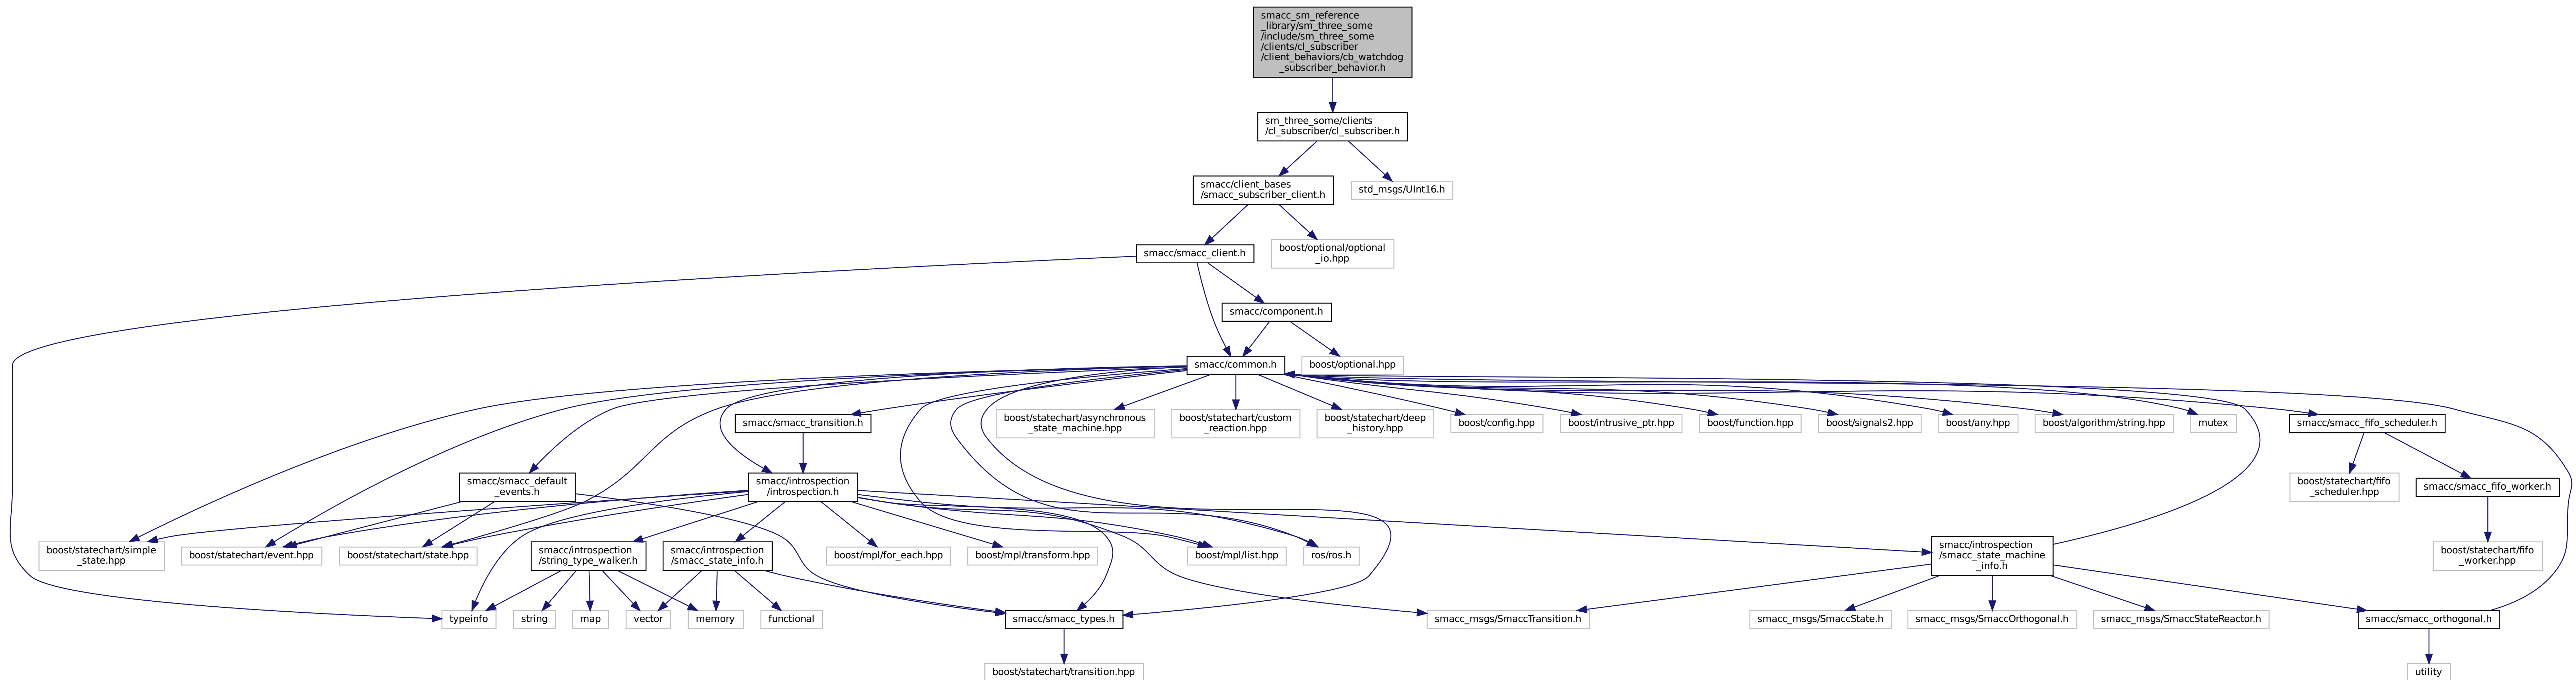 smacc_sm_reference
_library/sm_three_some
/include/sm_three_some
/clients/cl_subscriber
/client_behaviors/cb_watchdog
_subscriber_behavior.h
sm_three_some/clients
/cl_subscriber/cl_subscriber.h
smacc/client_bases
/smacc_subscriber_client.h
std_msgs/UInt16.h
smacc/smacc_client.h
boost/optional/optional
_io.hpp
smacc/component.h
smacc/common.h
boost/optional.hpp
smacc/smacc_transition.h
boost/statechart/asynchronous
_state_machine.hpp
boost/statechart/custom
_reaction.hpp
boost/statechart/deep
_history.hpp
boost/config.hpp
boost/intrusive_ptr.hpp
boost/function.hpp
boost/signals2.hpp
boost/any.hpp
boost/algorithm/string.hpp
mutex
smacc/smacc_fifo_scheduler.h
smacc/smacc_default
_events.h
smacc/introspection
/introspection.h
boost/statechart/fifo
_scheduler.hpp
smacc/smacc_fifo_worker.h
boost/statechart/simple
_state.hpp
boost/statechart/event.hpp
boost/statechart/state.hpp
smacc/introspection
/string_type_walker.h
smacc/introspection
/smacc_state_info.h
boost/mpl/for_each.hpp
boost/mpl/transform.hpp
boost/mpl/list.hpp
ros/ros.h
smacc/introspection
/smacc_state_machine
_info.h
boost/statechart/fifo
_worker.hpp
typeinfo
string
map
vector
memory
functional
smacc/smacc_types.h
smacc_msgs/SmaccTransition.h
smacc_msgs/SmaccState.h
smacc_msgs/SmaccOrthogonal.h
smacc_msgs/SmaccStateReactor.h
smacc/smacc_orthogonal.h
boost/statechart/transition.hpp
utility